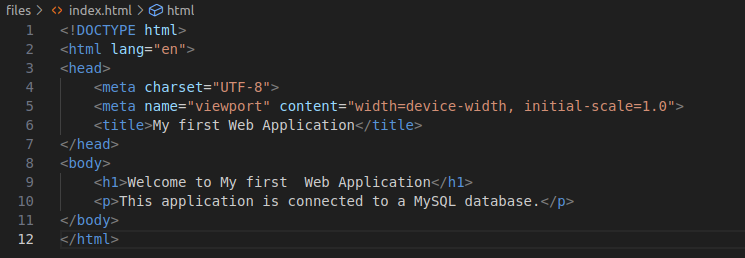 files > index.html > html
1 <!DOCTYPE html>
2 <html lang="en">
3 <head>
4     <meta charset="UTF-8">
5     <meta name="viewport" content="width=device-width, initial-scale=1.0">
6     <title>My first Web Application</title>
7 </head>
8 <body>
9     <h1>Welcome to My first  Web Application</h1>
10     <p>This application is connected to a MySQL database.</p>
11 </body>
12 </html>